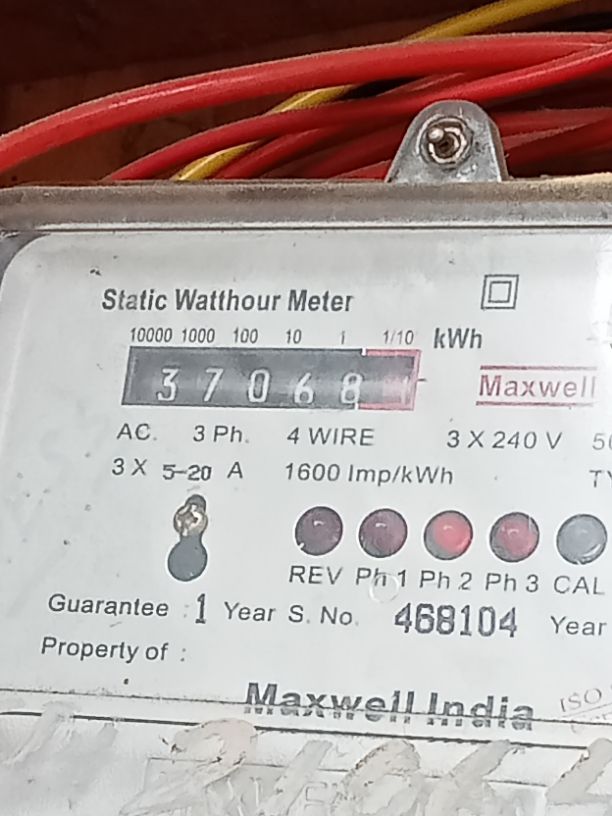 Static Watthour Meter
10000 1000 100 10 1 1/10 kWh
3 7 0 6 8 1
Maxwell
AC. 3 Ph. 4 WIRE 3 X 240 V
3 X 5-20 A 1600 Imp/kWh
REV Ph 1 Ph 2 Ph 3 CAL
Guarantee : 1 Year S. No. 468104 Year
Property of :
Maxwell India
ISO